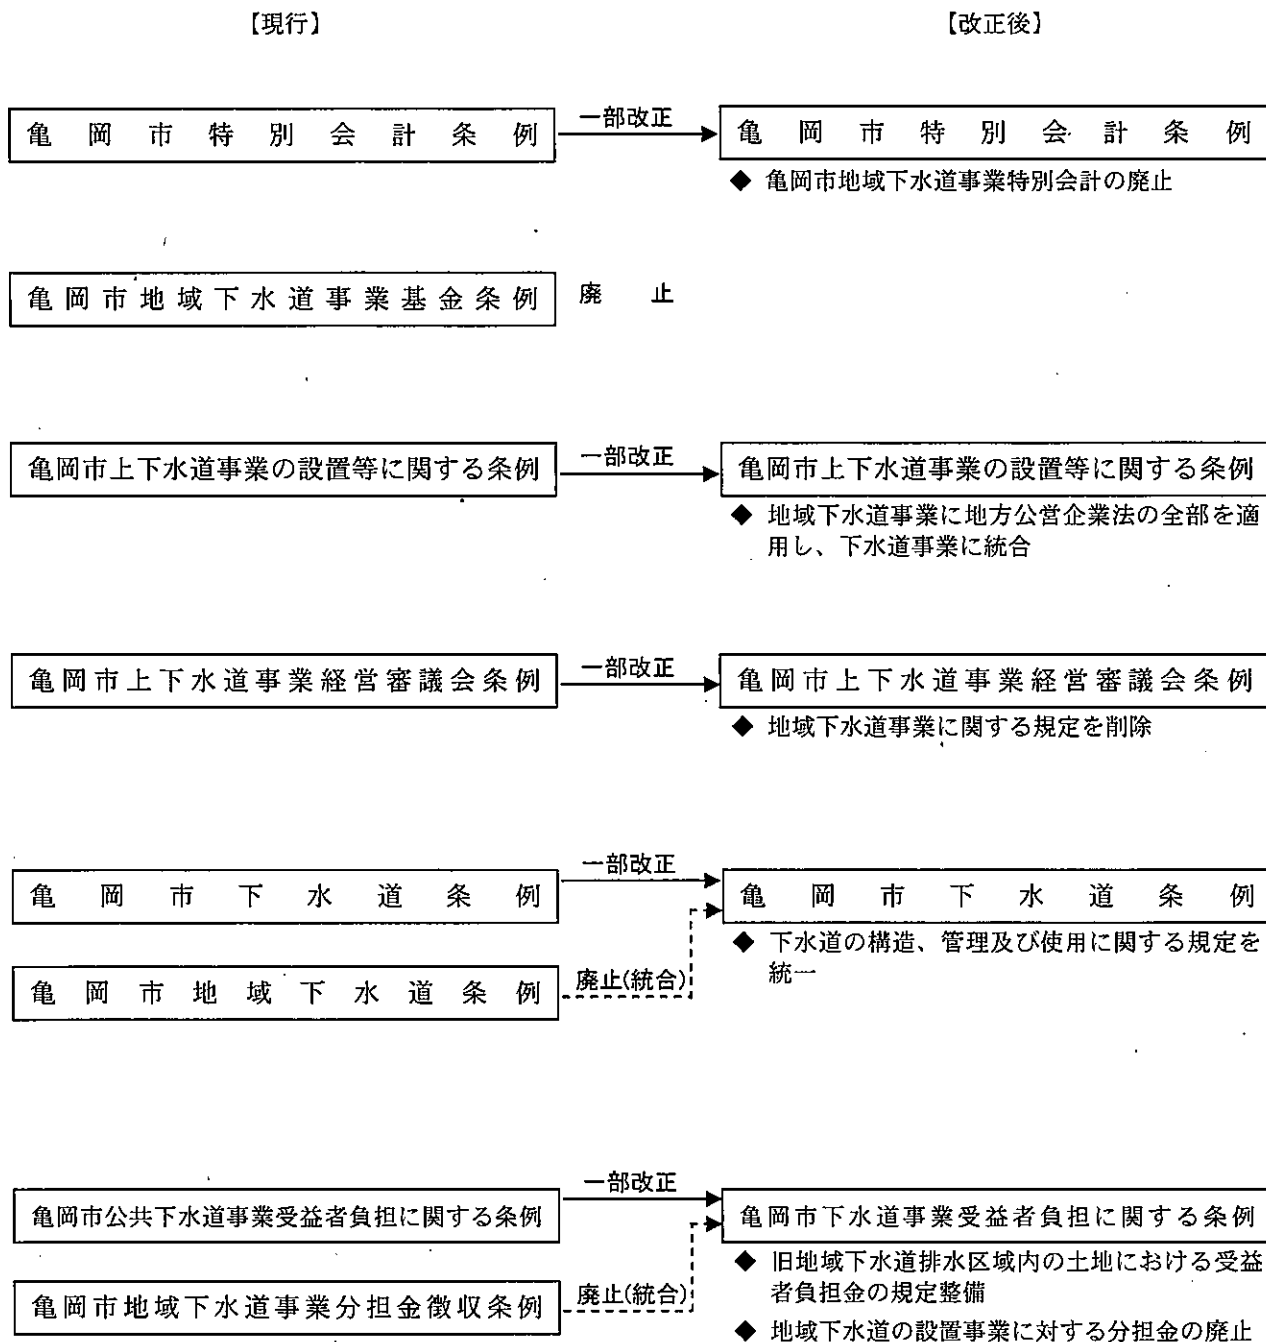 【現行】
【改正後】
亀岡市特別会計条例
一部改正
亀岡市特別会計条例
◆ 亀岡市地域下水道事業特別会計の廃止
亀岡市地域下水道事業基金条例
廃止
亀岡市上下水道事業の設置等に関する条例
一部改正
亀岡市上下水道事業の設置等に関する条例
◆ 地域下水道事業に地方公営企業法の全部を適
用し、下水道事業に統合
亀岡市上下水道事業経営審議会条例
一部改正
亀岡市上下水道事業経営審議会条例
◆ 地域下水道事業に関する規定を削除
亀岡市下水道条例
一部改正
亀岡市下水道条例
◆ 下水道の構造、管理及び使用に関する規定を
統一
亀岡市地域下水道条例
廃止(統合)
亀岡市公共下水道事業受益者負担に関する条例
一部改正
亀岡市下水道事業受益者負担に関する条例
◆ 旧地域下水道排水区域内の土地における受益
者負担金の規定整備
亀岡市地域下水道事業分担金徴収条例
廃止(統合)
◆ 地域下水道の設置事業に対する分担金の廃止